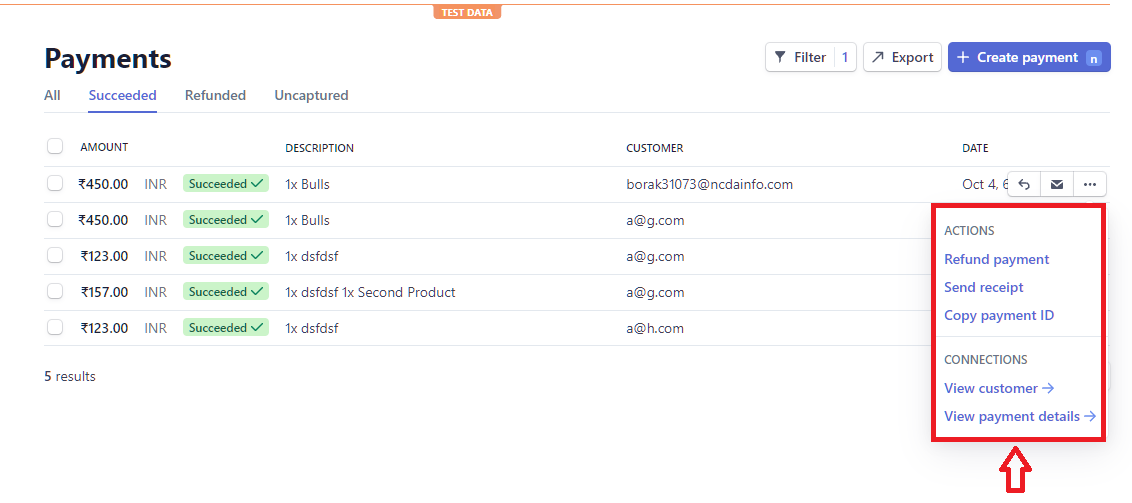 TEST DATA
Payments
Filter 1 Export + Create payment n
All Succeeded Refunded Uncaptured
AMOUNT DESCRIPTION CUSTOMER DATE
₹450.00 INR Succeeded ✓ 1x Bulls borak31073@ncdainfo.com Oct 4, 6 ...
₹450.00 INR Succeeded ✓ 1x Bulls a@g.com
₹123.00 INR Succeeded ✓ 1x dsfdsf a@g.com
₹157.00 INR Succeeded ✓ 1x dsfdsf 1x Second Product a@g.com
₹123.00 INR Succeeded ✓ 1x dsfdsf a@h.com
5 results
ACTIONS
Refund payment
Send receipt
Copy payment ID
CONNECTIONS
View customer →
View payment details →